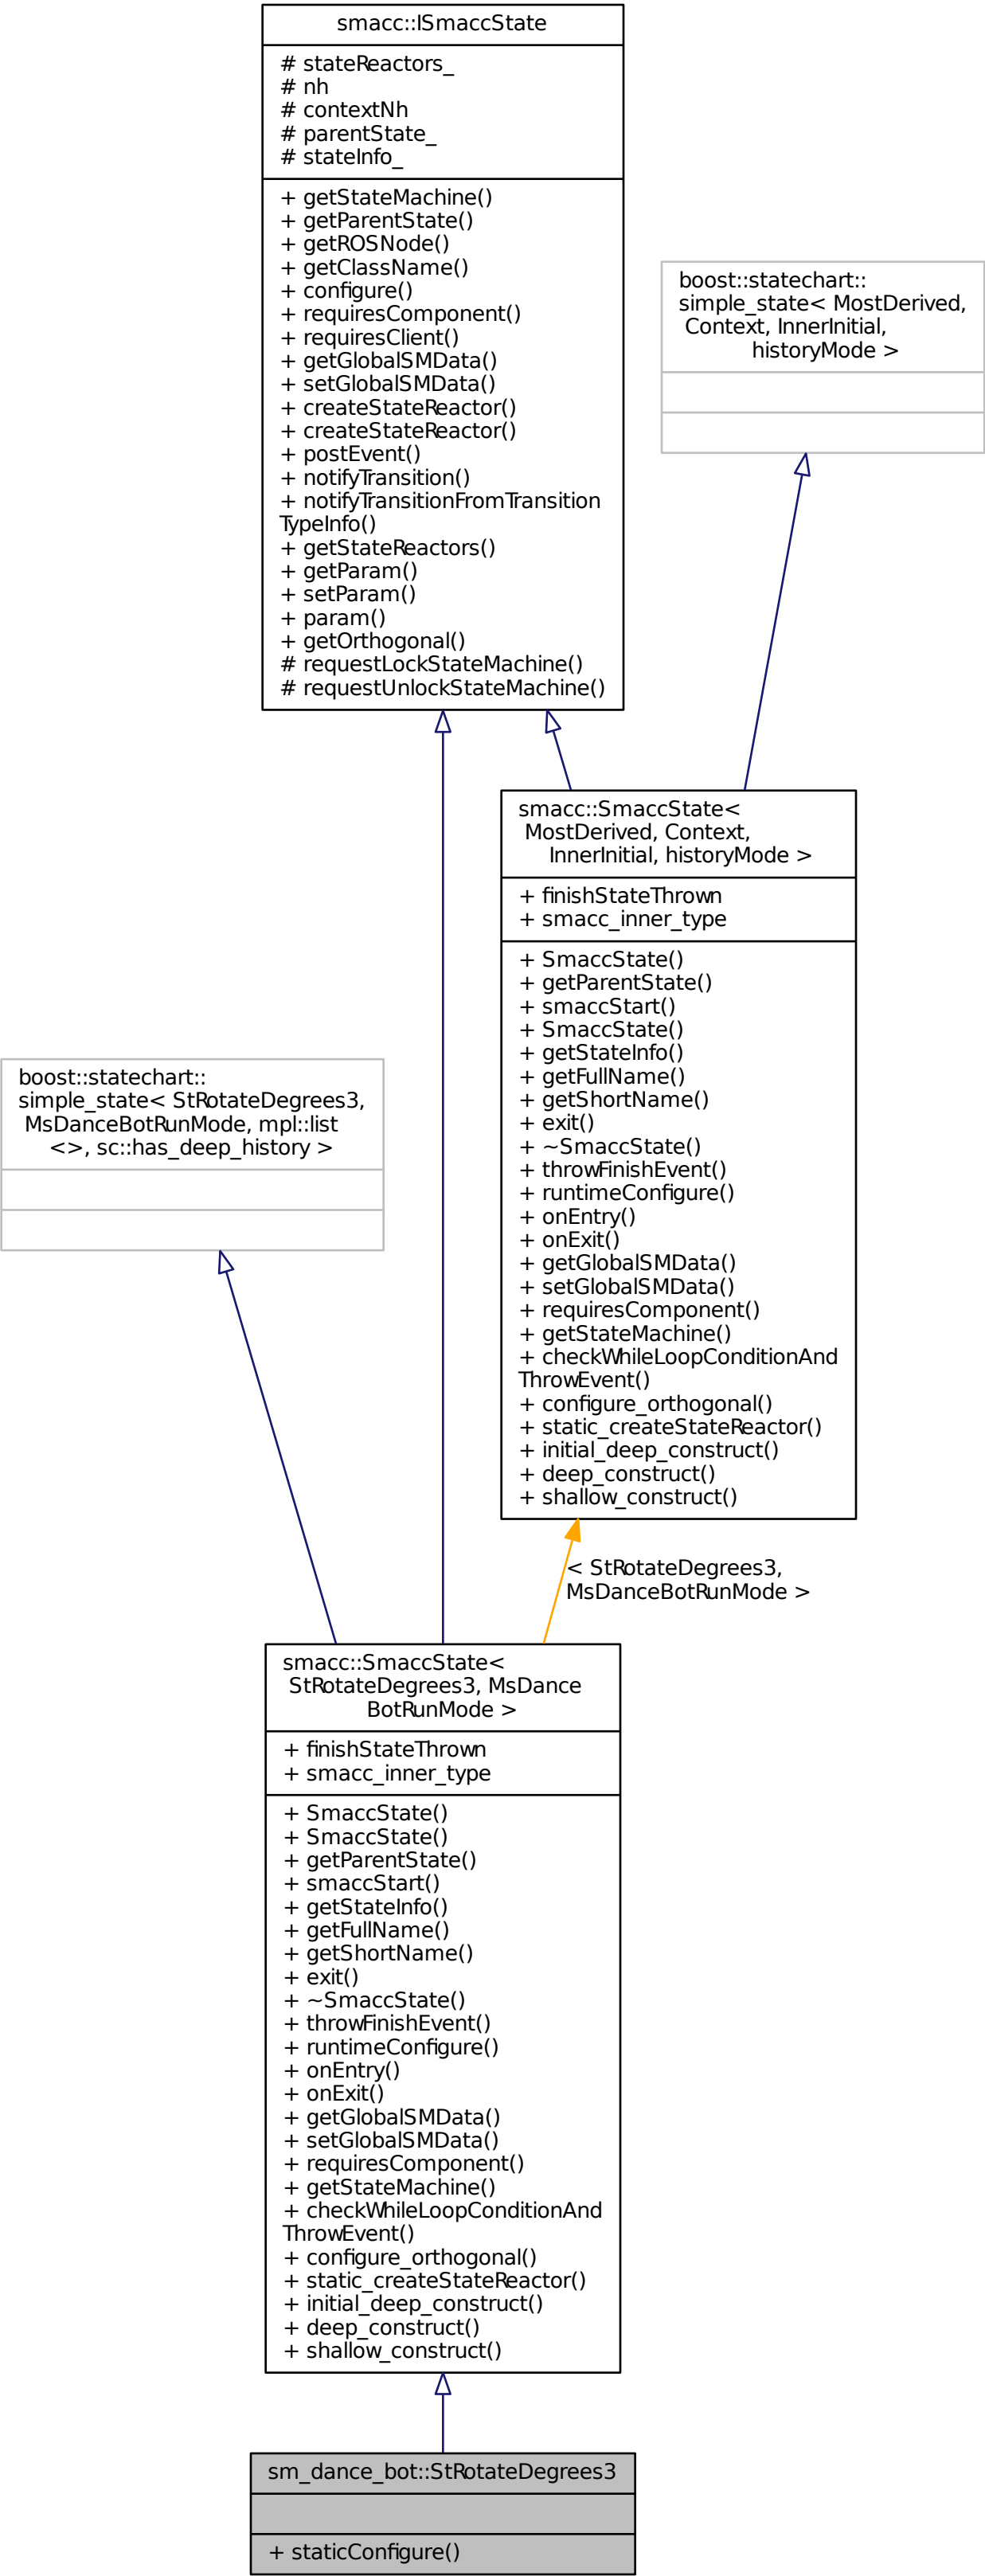 smacc::ISmaccState
# stateReactors_
# nh
# contextNh
# parentState_
# stateInfo_
+ getStateMachine()
+ getParentState()
+ getROSNode()
+ getClassName()
+ configure()
+ requiresComponent()
+ requiresClient()
+ getGlobalSMData()
+ setGlobalSMData()
+ createStateReactor()
+ createStateReactor()
+ postEvent()
+ notifyTransition()
+ notifyTransitionFromTransition
TypeInfo()
+ getStateReactors()
+ getParam()
+ setParam()
+ param()
+ getOrthogonal()
# requestLockStateMachine()
# requestUnlockStateMachine()
boost::statechart::
simple_state< MostDerived,
Context, InnerInitial,
historyMode >
smacc::SmaccState<
MostDerived, Context,
InnerInitial, historyMode >
+ finishStateThrown
+ smacc_inner_type
+ SmaccState()
+ getParentState()
+ smaccStart()
+ SmaccState()
+ getStateInfo()
+ getFullName()
+ getShortName()
+ exit()
+ ~SmaccState()
+ throwFinishEvent()
+ runtimeConfigure()
+ onEntry()
+ onExit()
+ getGlobalSMData()
+ setGlobalSMData()
+ requiresComponent()
+ getStateMachine()
+ checkWhileLoopConditionAnd
ThrowEvent()
+ configure_orthogonal()
+ static_createStateReactor()
+ initial_deep_construct()
+ deep_construct()
+ shallow_construct()
boost::statechart::
simple_state< StRotateDegrees3,
MsDanceBotRunMode, mpl::list
<>, sc::has_deep_history >
< StRotateDegrees3,
MsDanceBotRunMode >
smacc::SmaccState<
StRotateDegrees3, MsDance
BotRunMode >
+ finishStateThrown
+ smacc_inner_type
+ SmaccState()
+ SmaccState()
+ getParentState()
+ smaccStart()
+ getStateInfo()
+ getFullName()
+ getShortName()
+ exit()
+ ~SmaccState()
+ throwFinishEvent()
+ runtimeConfigure()
+ onEntry()
+ onExit()
+ getGlobalSMData()
+ setGlobalSMData()
+ requiresComponent()
+ getStateMachine()
+ checkWhileLoopConditionAnd
ThrowEvent()
+ configure_orthogonal()
+ static_createStateReactor()
+ initial_deep_construct()
+ deep_construct()
+ shallow_construct()
sm_dance_bot::StRotateDegrees3
+ staticConfigure()